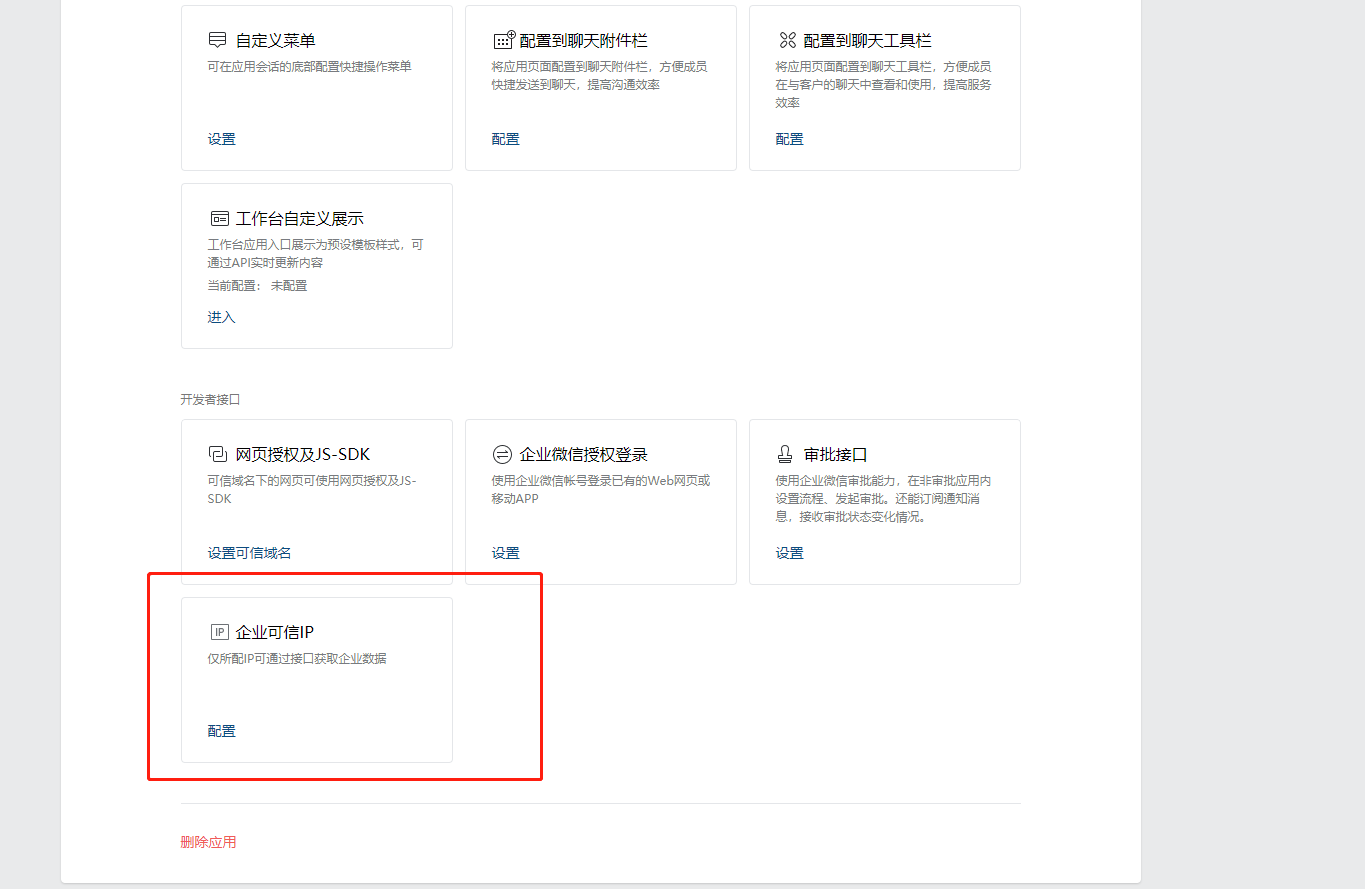 自定义菜单
可在应用会话的底部配置快捷操作菜单
设置
配置到聊天附件栏
将应用页面配置到聊天附件栏，方便成员
快捷发送到聊天，提高沟通效率
配置
配置到聊天工具栏
将应用页面配置到聊天工具栏，方便成员
在与客户的聊天中查看和使用，提高服务
效率
配置
工作台自定义展示
工作台应用入口展示为预设模板样式，可
通过API实时更新内容
当前配置： 未配置
进入
开发者接口
网页授权及JS-SDK
可信域名下的网页可使用网页授权及JS-
SDK
设置可信域名
企业微信授权登录
使用企业微信帐号登录已有的Web网页或
移动APP
设置
审批接口
使用企业微信审批能力，在非审批应用内
设置流程、发起审批。还能订阅通知消
息，接收审批状态变化情况。
设置
IP 企业可信IP
仅所配IP可通过接口获取企业数据
配置
删除应用